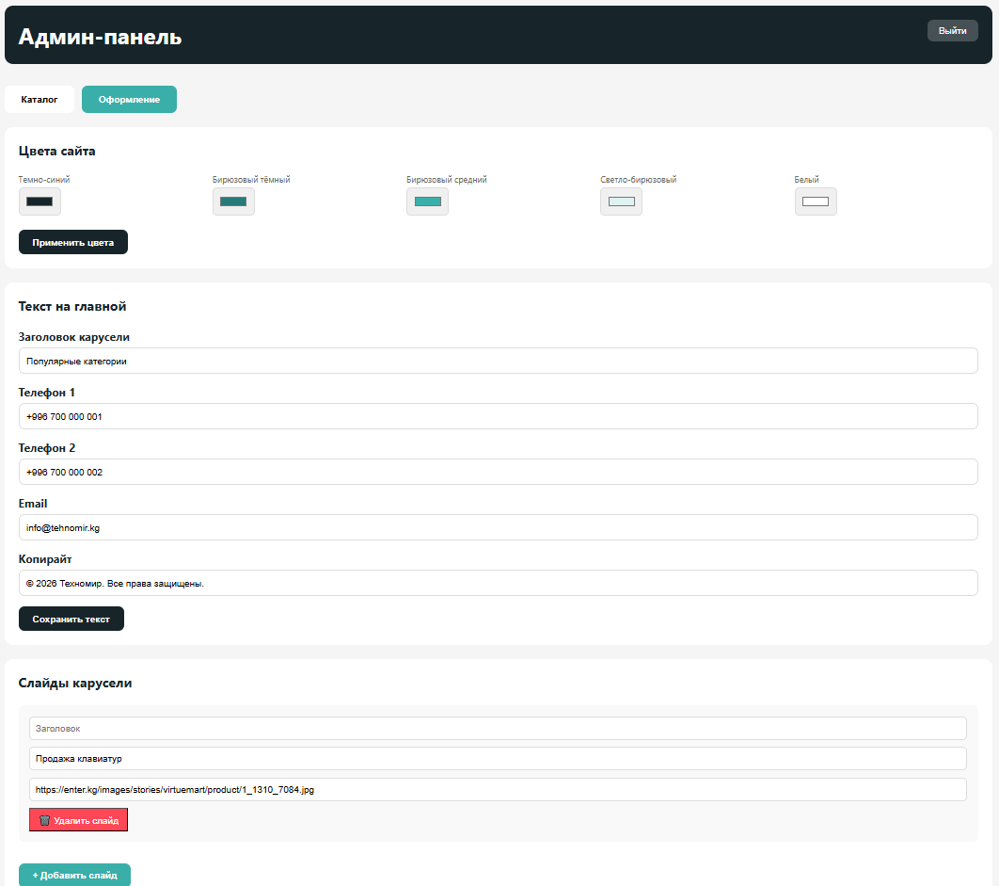 Админ-панель
Выйти
Каталог
Оформление
Цвета сайта
Темно-синий
Бирюзовый тёмный
Бирюзовый средний
Светло-бирюзовый
Белый
Применить цвета
Текст на главной
Заголовок карусели
Популярные категории
Телефон 1
+996 700 000 001
Телефон 2
+996 700 000 002
Email
info@tehnomir.kg
Копирайт
© 2026 Техномир. Все права защищены.
Сохранить текст
Слайды карусели
Заголовок
Продажа клавиатур
https://enter.kg/images/stories/virtuemart/product/1_1310_7084.jpg
Удалить слайд
+ Добавить слайд